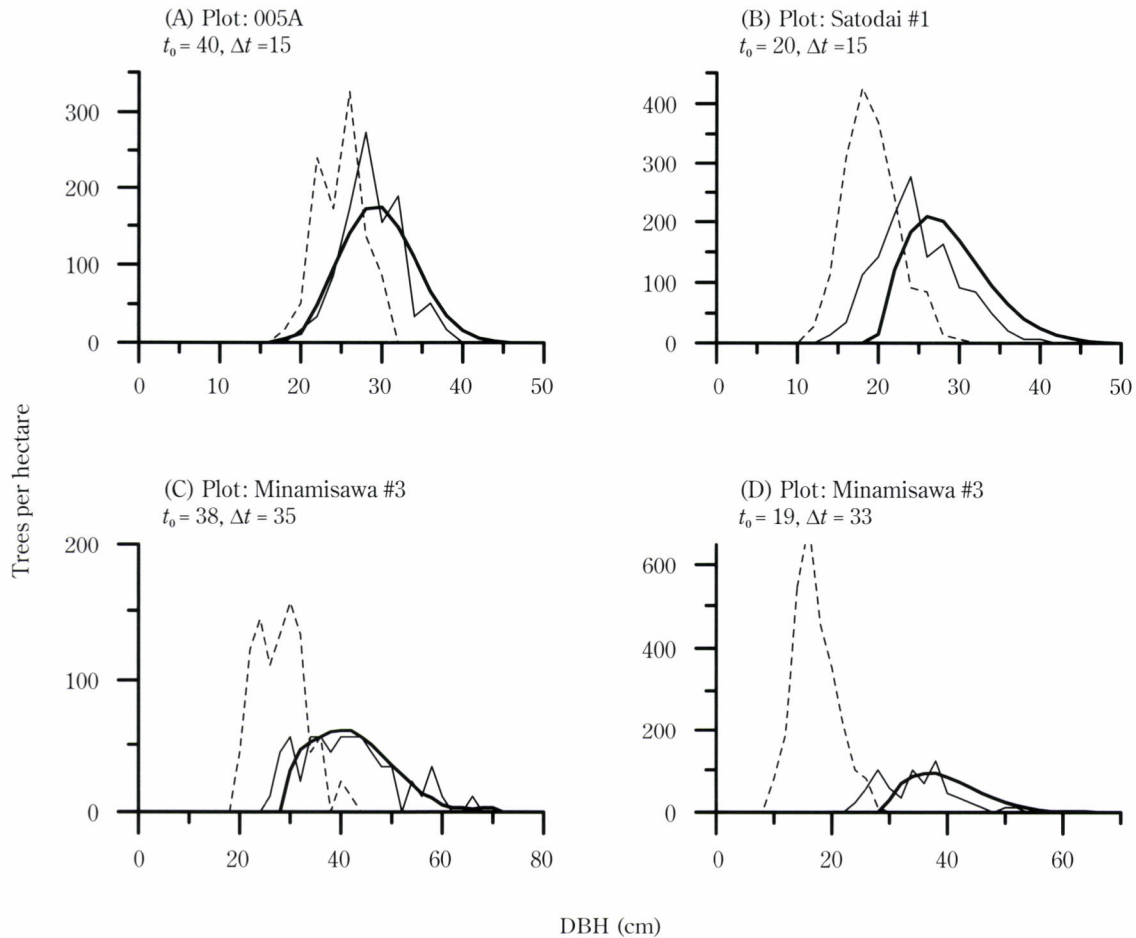 (A) Plot: 005A
t₀ = 40, Δt =15
300
200
100
0
0 10 20 30 40 50
(B) Plot: Satodai #1
t₀ = 20, Δt =15
400
300
200
100
0
0 10 20 30 40 50
Trees per hectare
(C) Plot: Minamisawa #3
t₀ = 38, Δt = 35
200
100
0
0 20 40 60 80
(D) Plot: Minamisawa #3
t₀ = 19, Δt = 33
600
400
200
0
0 20 40 60
DBH (cm)